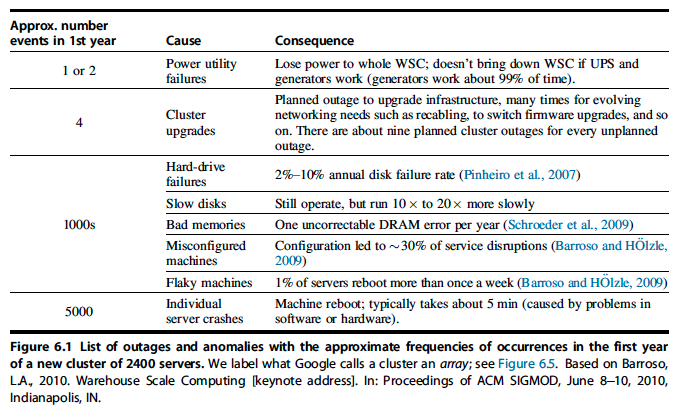 Approx. number
events in 1st year
Cause
Consequence
1 or 2
Power utility
failures
Lose power to whole WSC; doesn't bring down WSC if UPS and
generators work (generators work about 99% of time).
4
Cluster
upgrades
Planned outage to upgrade infrastructure, many times for evolving
networking needs such as recabling, to switch firmware upgrades, and so
on. There are about nine planned cluster outages for every unplanned
outage.
1000s
Hard-drive
failures
2%–10% annual disk failure rate (Pinheiro et al., 2007)
Slow disks
Still operate, but run 10 × to 20 × more slowly
Bad memories
One uncorrectable DRAM error per year (Schroeder et al., 2009)
Misconfigured
machines
Configuration led to ~30% of service disruptions (Barroso and HÖlzle,
2009)
Flaky machines
1% of servers reboot more than once a week (Barroso and HÖlzle, 2009)
5000
Individual
server crashes
Machine reboot; typically takes about 5 min (caused by problems in
software or hardware).
Figure 6.1 List of outages and anomalies with the approximate frequencies of occurrences in the first year
of a new cluster of 2400 servers. We label what Google calls a cluster an array; see Figure 6.5. Based on Barroso,
L.A., 2010. Warehouse Scale Computing [keynote address]. In: Proceedings of ACM SIGMOD, June 8–10, 2010,
Indianapolis, IN.